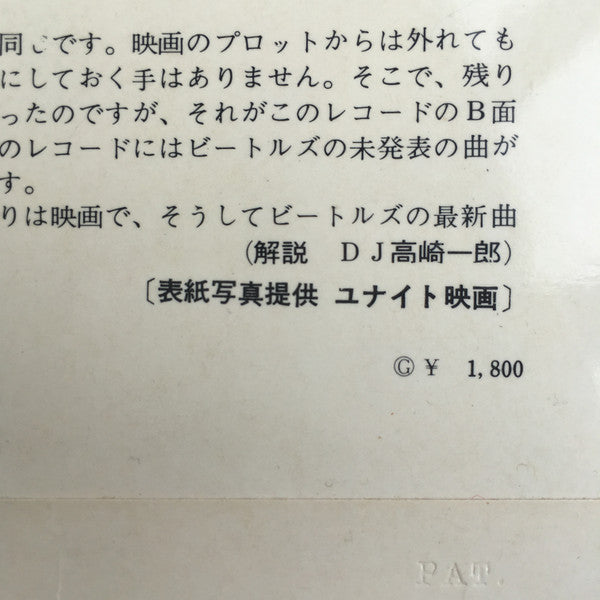 同じです。映画のプロットからは外れても
にしておく手はありません。そこで、残り
ったのですが、それがこのレコードのB面
のレコードにはビートルズの未発表の曲が
す。
りは映画で、そうしてビートルズの最新曲
(解説 DJ高崎一郎)
〔表紙写真提供 ユナイト映画〕
Ⓖ ¥ 1,800
PAT.